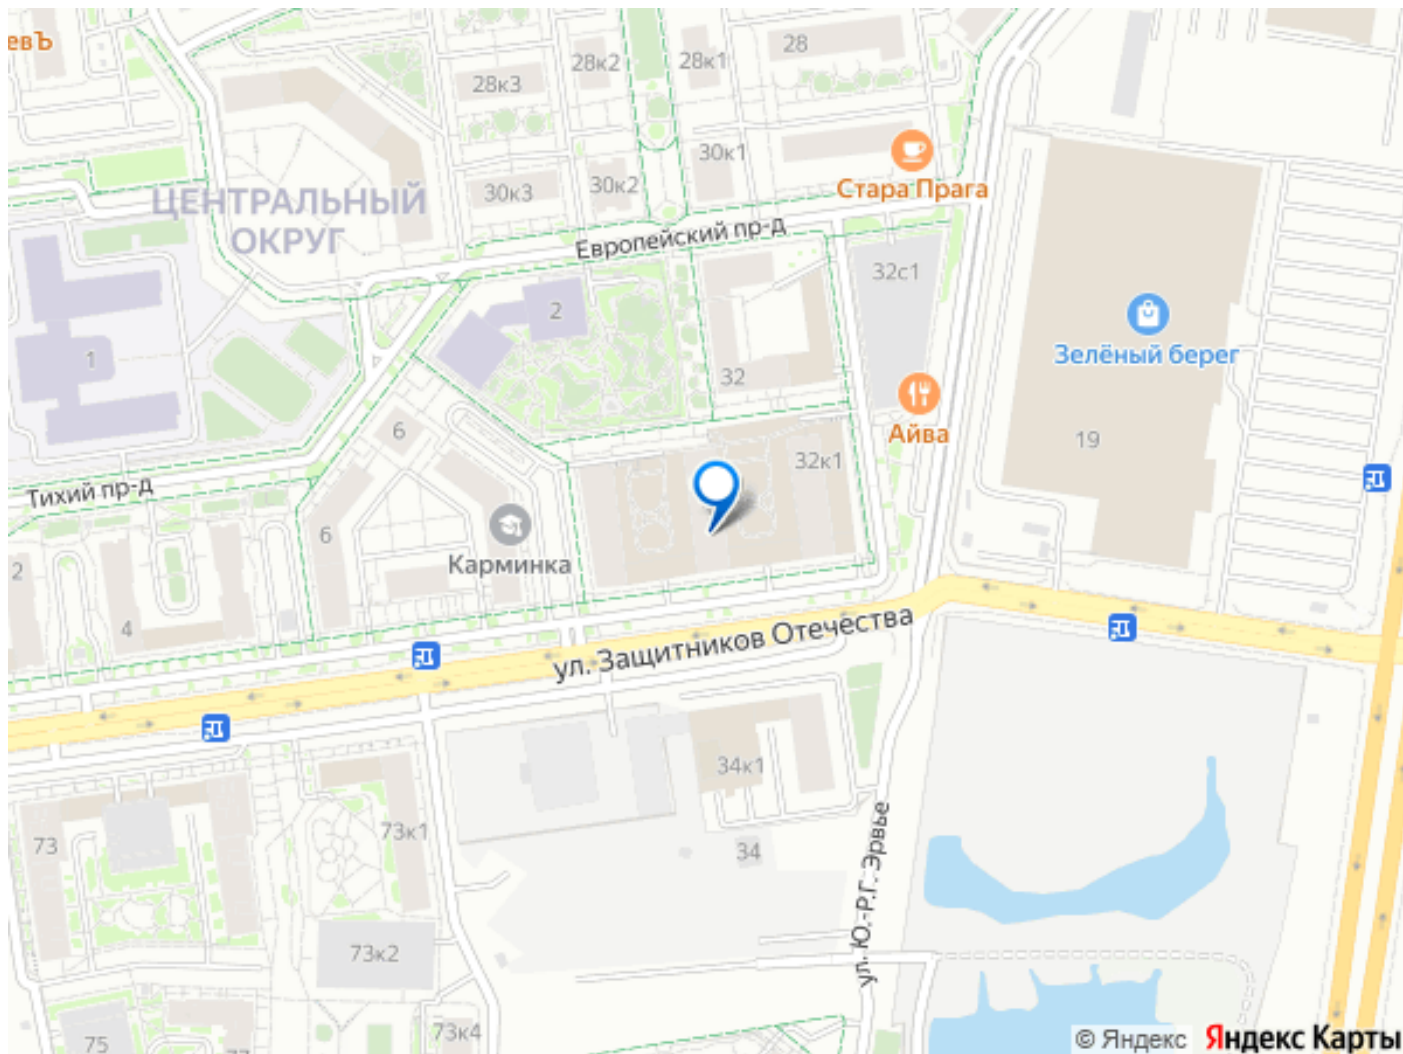 евЪ
28к2
28к1
28
28к3
30к1
30к3
30к2
Стара Прага
ЦЕНТРАЛЬНЫЙ
ОКРУГ
Европейский пр-д
32с1
2
1
Зелёный берег
32
Айва
6
19
32к1
Тихий пр-д
6
Карминка
2
4
ул. Защитников Отечества
34к1
73к1
73
34
ул. Ю.-Р.Г. Эрвье
73к2
73к4
75
© Яндекс
Яндекс Карты